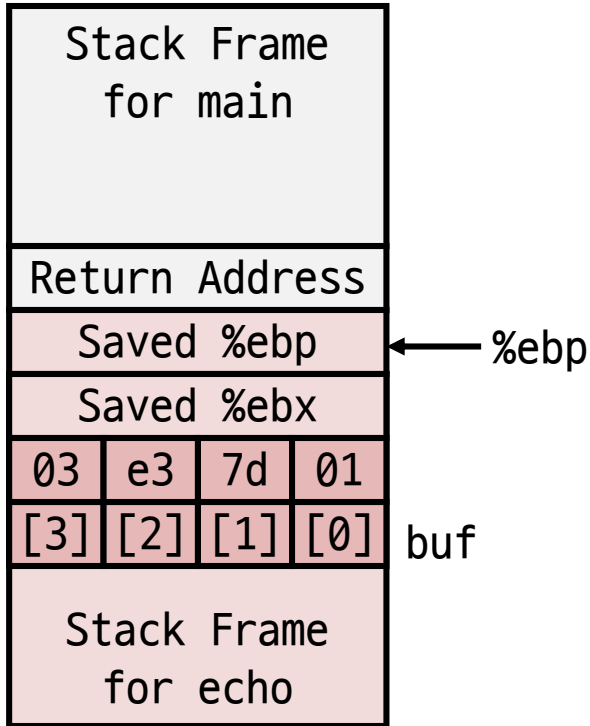 Stack Frame
for main
Return Address
Saved %ebp
%ebp
Saved %ebx
03 e3 7d 01
[3] [2] [1] [0] buf
Stack Frame
for echo